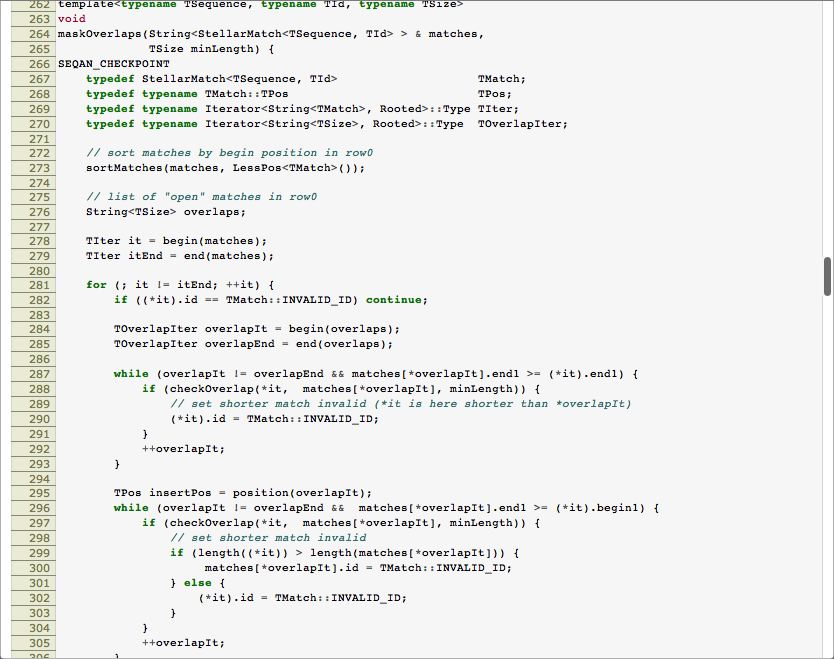 262 template<typename TSequence, typename TId, typename TSize>
263 void
264 maskOverlaps(String<StellarMatch<TSequence, TId> > & matches,
265              TSize minLength) {
266 SEQAN_CHECKPOINT
267     typedef StellarMatch<TSequence, TId>                    TMatch;
268     typedef typename TMatch::TPos                           TPos;
269     typedef typename Iterator<String<TMatch>, Rooted>::Type TIter;
270     typedef typename Iterator<String<TSize>, Rooted>::Type  TOverlapIter;
271
272     // sort matches by begin position in row0
273     sortMatches(matches, LessPos<TMatch>());
274
275     // list of "open" matches in row0
276     String<TSize> overlaps;
277
278     TIter it = begin(matches);
279     TIter itEnd = end(matches);
280
281     for (; it != itEnd; ++it) {
282         if ((*it).id == TMatch::INVALID_ID) continue;
283
284         TOverlapIter overlapIt = begin(overlaps);
285         TOverlapIter overlapEnd = end(overlaps);
286
287         while (overlapIt != overlapEnd && matches[*overlapIt].end1 >= (*it).end1) {
288             if (checkOverlap(*it,  matches[*overlapIt], minLength)) {
289                 // set shorter match invalid (*it is here shorter than *overlapIt)
290                 (*it).id = TMatch::INVALID_ID;
291             }
292             ++overlapIt;
293         }
294
295         TPos insertPos = position(overlapIt);
296         while (overlapIt != overlapEnd &&  matches[*overlapIt].end1 >= (*it).begin1) {
297             if (checkOverlap(*it,  matches[*overlapIt], minLength)) {
298                 // set shorter match invalid
299                 if (length((*it)) > length(matches[*overlapIt])) {
300                      matches[*overlapIt].id = TMatch::INVALID_ID;
301                 } else {
302                     (*it).id = TMatch::INVALID_ID;
303                 }
304             }
305             ++overlapIt;
306         }